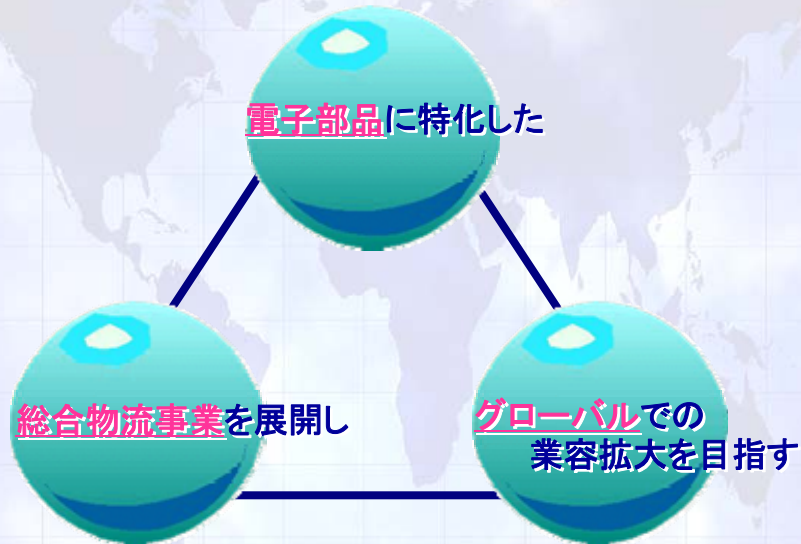 電子部品に特化した
総合物流事業を展開し
グローバルでの
業容拡大を目指す